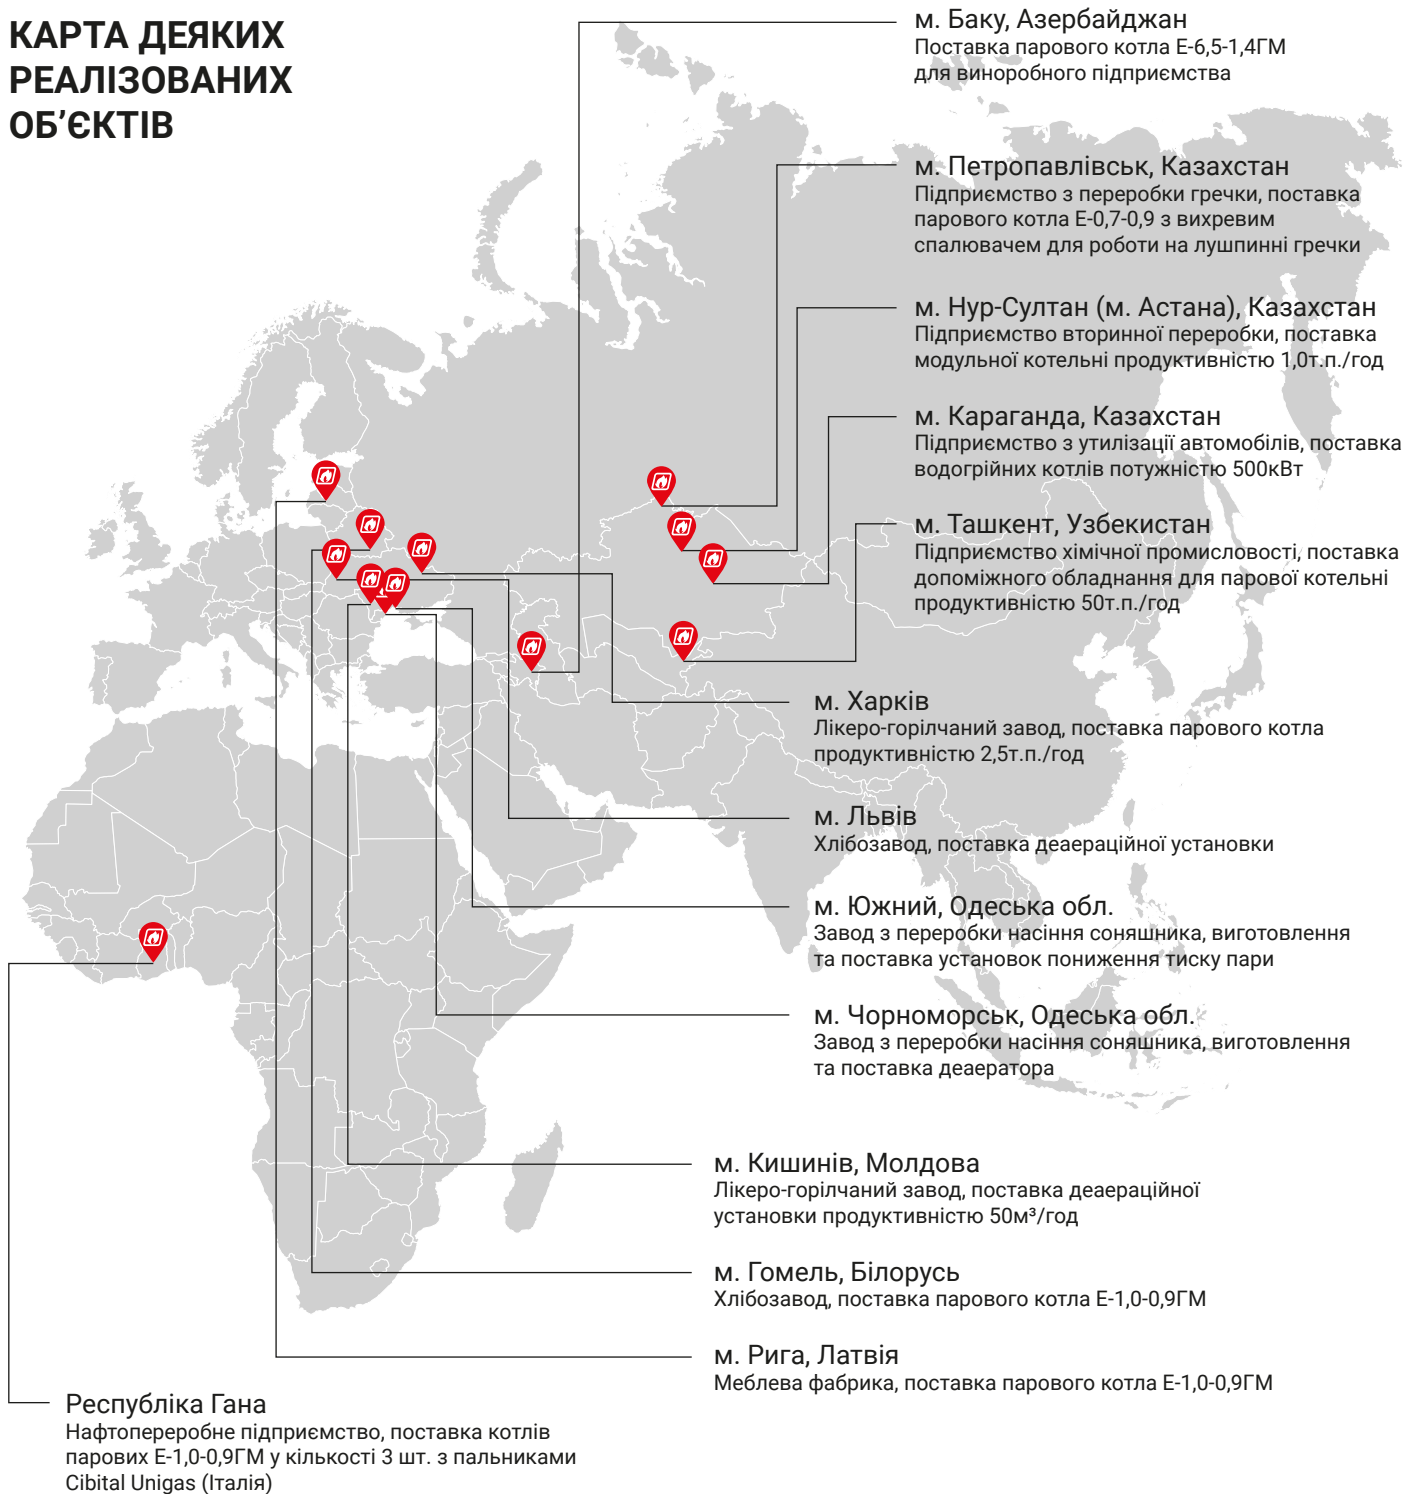 КАРТА ДЕЯКИХ
РЕАЛІЗОВАНИХ
ОБ’ЄКТІВ
м. Баку, Азербайджан
Поставка парового котла Е-6,5-1,4ГМ
для виноробного підприємства
м. Петропавлівськ, Казахстан
Підприємство з переробки гречки, поставка
парового котла Е-0,7-0,9 з вихревим
спалювачем для роботи на лушпинні гречки
м. Нур-Султан (м. Астана), Казахстан
Підприємство вторинної переробки, поставка
модульної котельні продуктивністю 1,0т.п./год
м. Караганда, Казахстан
Підприємство з утилізації автомобілів, поставка
водогрійних котлів потужністю 500кВт
м. Ташкент, Узбекистан
Підприємство хімічної промисловості, поставка
допоміжного обладнання для парової котельні
продуктивністю 50т.п./год
м. Харків
Лікеро-горілчаний завод, поставка парового котла
продуктивністю 2,5т.п./год
м. Львів
Хлібозавод, поставка деаераційної установки
м. Южний, Одеська обл.
Завод з переробки насіння соняшника, виготовлення
та поставка установок пониження тиску пари
м. Чорноморськ, Одеська обл.
Завод з переробки насіння соняшника, виготовлення
та поставка деаератора
м. Кишинів, Молдова
Лікеро-горілчаний завод, поставка деаераційної
установки продуктивністю 50м³/год
м. Гомель, Білорусь
Хлібозавод, поставка парового котла Е-1,0-0,9ГМ
м. Рига, Латвія
Меблева фабрика, поставка парового котла Е-1,0-0,9ГМ
Республіка Гана
Нафтопереробне підприємство, поставка котлів
парових Е-1,0-0,9ГМ у кількості 3 шт. з пальниками
Cibital Unigas (Італія)